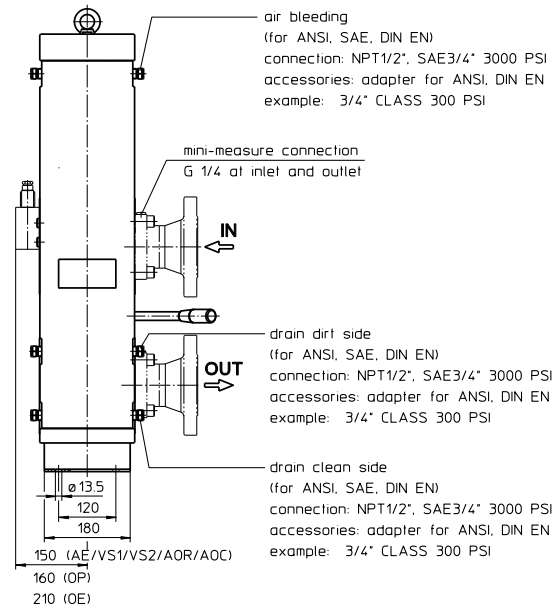 air bleeding
(for ANSI, SAE, DIN EN)
connection: NPT1/2", SAE3/4" 3000 PSI
accessories: adapter for ANSI, DIN EN
example: 3/4" CLASS 300 PSI
mini-measure connection
G 1/4 at inlet and outlet
IN
drain dirt side
(for ANSI, SAE, DIN EN)
connection: NPT1/2", SAE3/4" 3000 PSI
accessories: adapter for ANSI, DIN EN
example: 3/4" CLASS 300 PSI
OUT
drain clean side
(for ANSI, SAE, DIN EN)
connection: NPT1/2", SAE3/4" 3000 PSI
accessories: adapter for ANSI, DIN EN
example: 3/4" CLASS 300 PSI
ø 13.5
120
180
150 (AE/VS1/VS2/AOR/AOC)
160 (OP)
210 (OE)